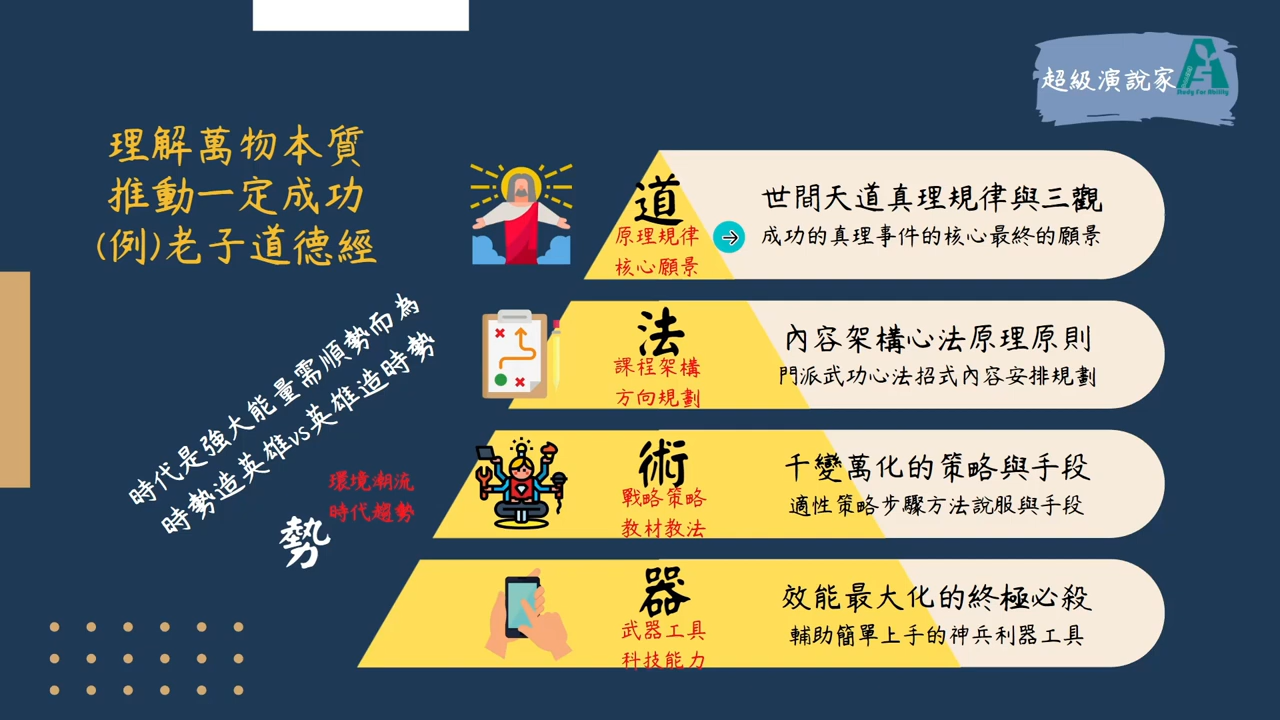 超級演說家
Study For Ability
理解萬物本質
推動一定成功
(例)老子道德經
道
原理規律
核心願景
世間天道真理規律與三觀
成功的真理事件的核心最終的願景
法
課程架構
方向規劃
內容架構心法原理原則
門派武功心法招式內容安排規劃
時代是強大能量需順勢而為
時勢造英雄vs英雄造時勢
環境潮流
時代趨勢
勢
術
戰略策略
教材教法
千變萬化的策略與手段
適性策略步驟方法說服與手段
器
武器工具
科技能力
效能最大化的終極必殺
輔助簡單上手的神兵利器工具